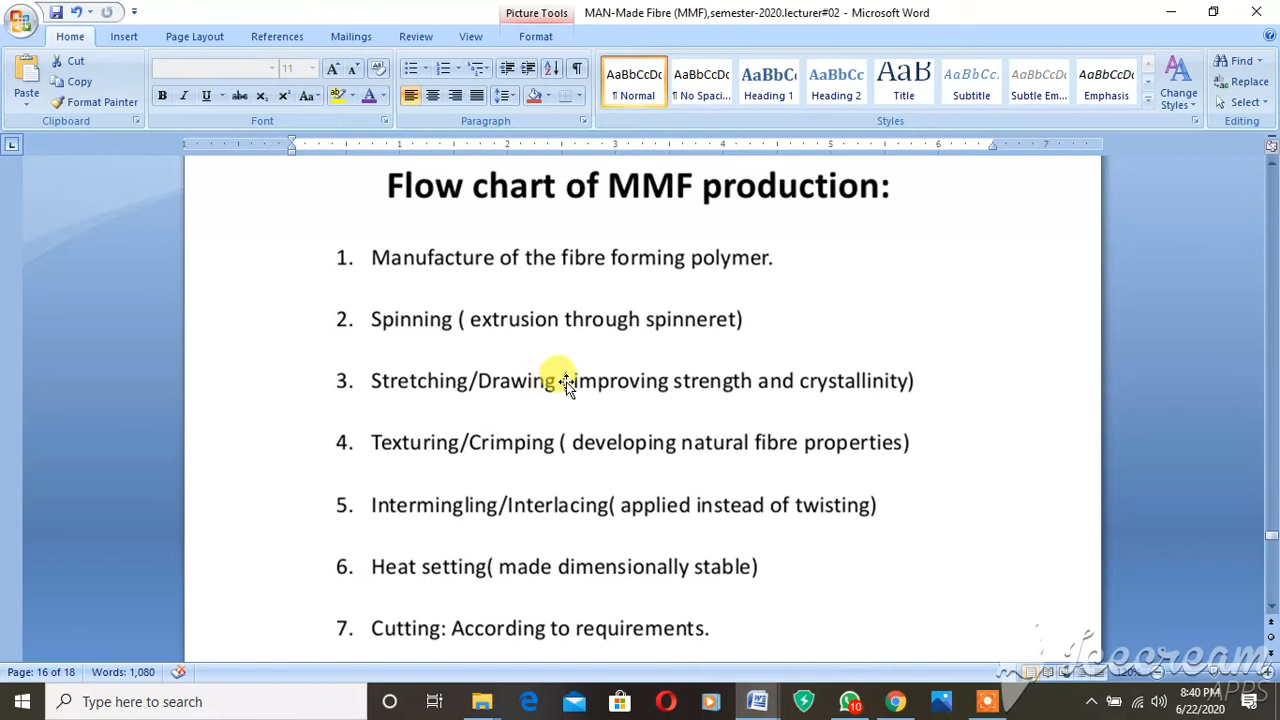 Picture Tools
MAN-Made Fibre (MMF),semester-2020.lecturer#02 - Microsoft Word
Home Insert Page Layout References Mailings Review View Format
Paste
Cut
Copy
Format Painter
Clipboard
11
Font
Paragraph
AaBbCcDc
¶ Normal
AaBbCcDc
¶ No Spaci...
AaBbCc
Heading 1
AaBbCc
Heading 2
AaB
Title
AaBbCc.
Subtitle
AaBbCcDc
Subtle Em...
AaBbCcDc
Emphasis
Change Styles
Styles
Find
Replace
Select
Editing
Flow chart of MMF production:
1. Manufacture of the fibre forming polymer.
2. Spinning ( extrusion through spinneret)
3. Stretching/Drawing improving strength and crystallinity)
4. Texturing/Crimping ( developing natural fibre properties)
5. Intermingling/Interlacing( applied instead of twisting)
6. Heat setting( made dimensionally stable)
7. Cutting: According to requirements.
Page: 16 of 18 Words: 1,080 120%
Icecream
APPS
Type here to search
10
8:40 PM
6/22/2020